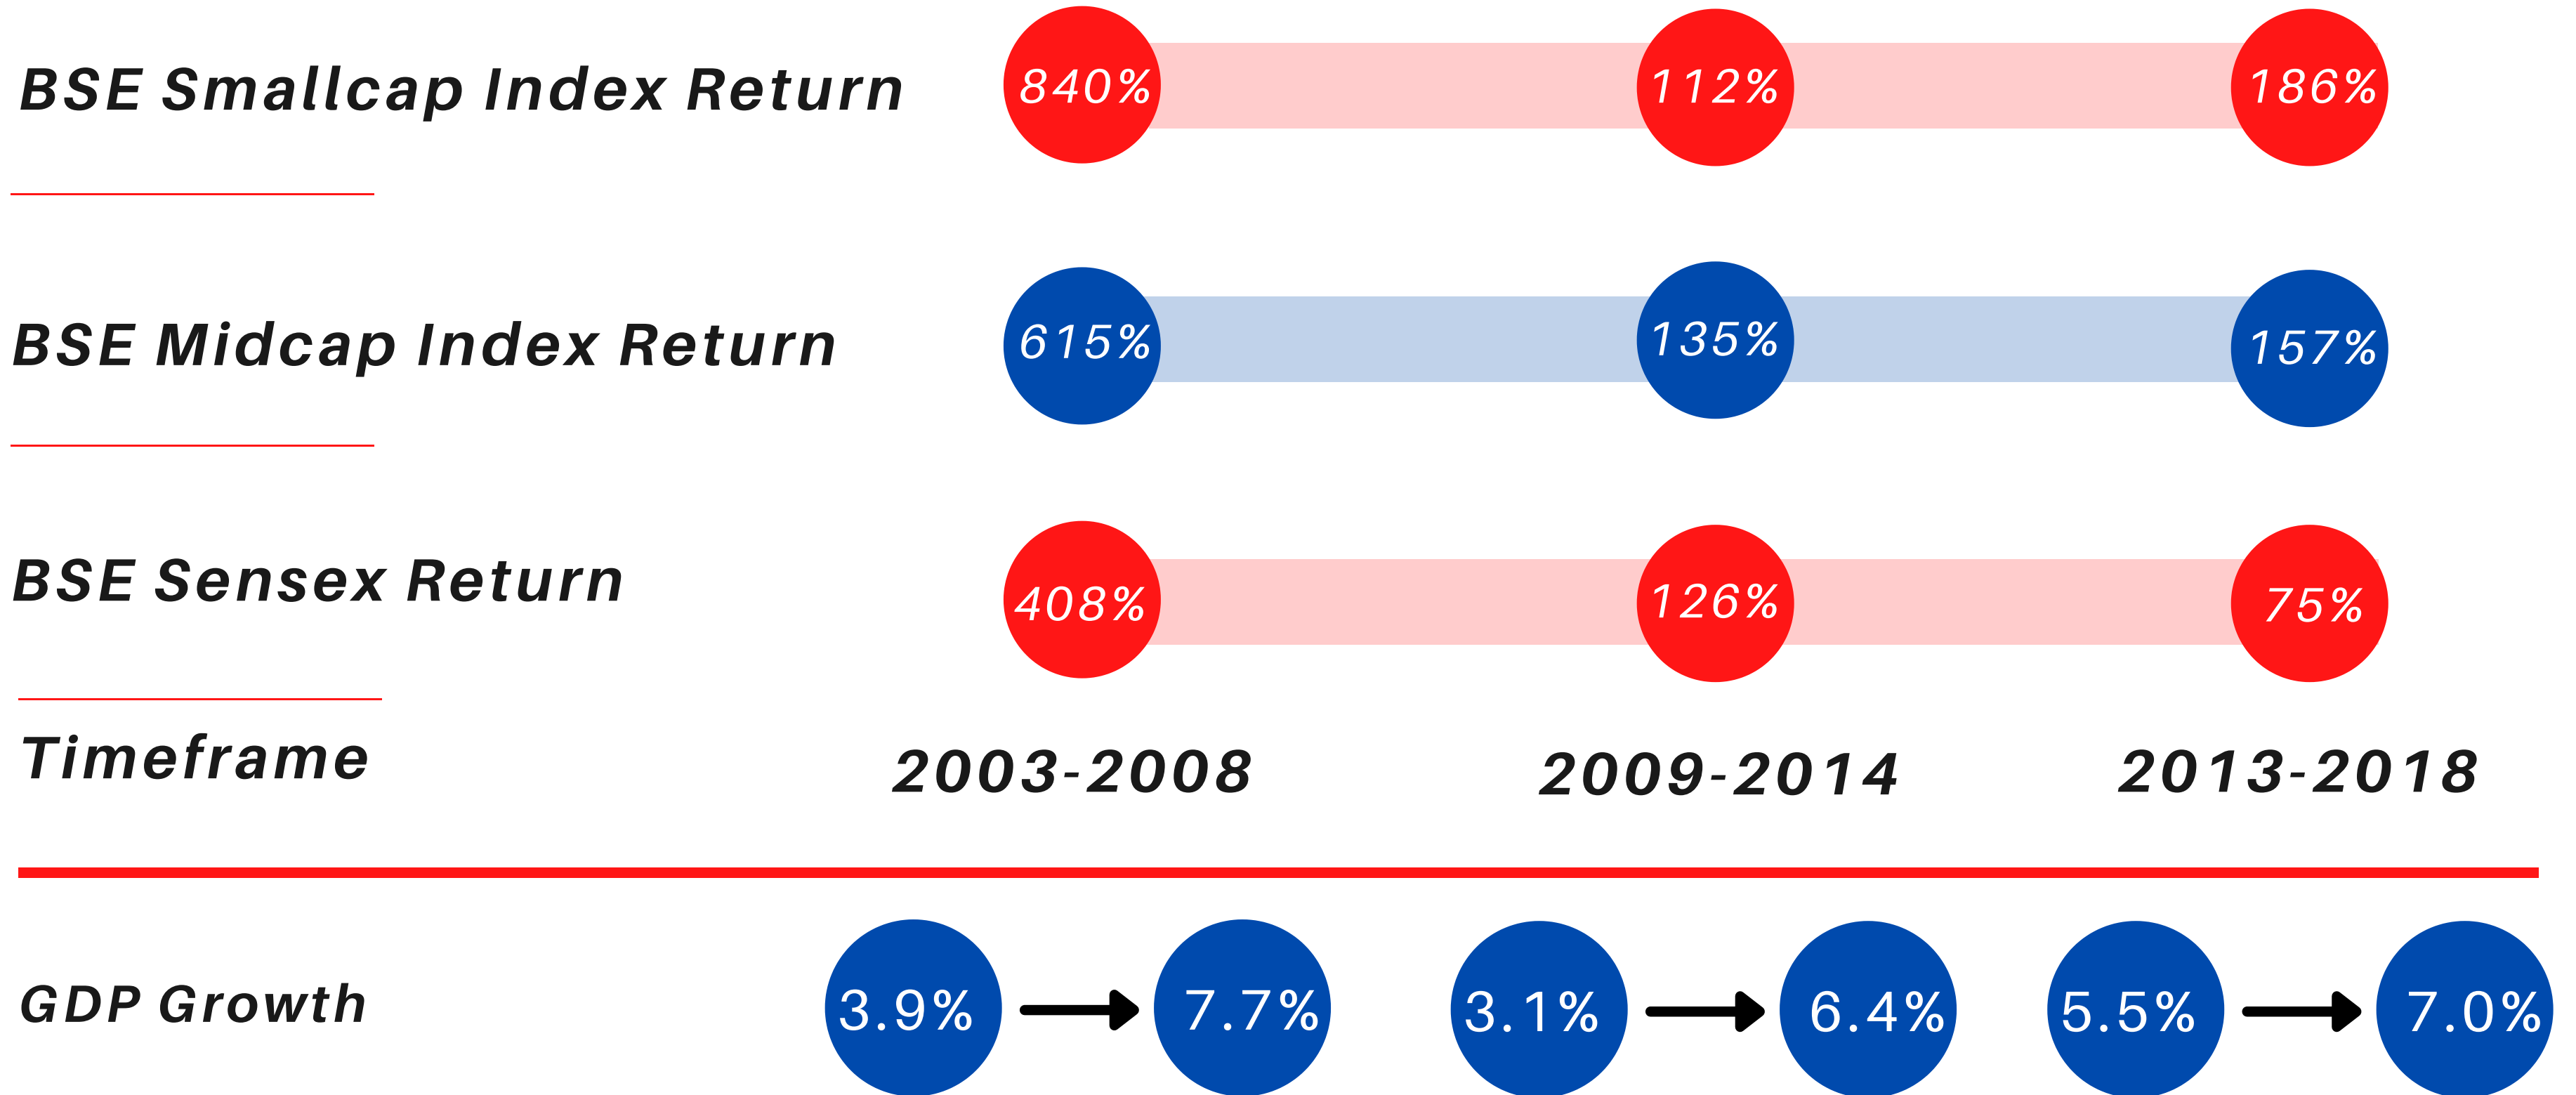 BSE Smallcap Index Return 840% 112% 186%
BSE Midcap Index Return 615% 135% 157%
BSE Sensex Return 408% 126% 75%
Timeframe 2003-2008 2009-2014 2013-2018
GDP Growth 3.9% 7.7% 3.1% 6.4% 5.5% 7.0%